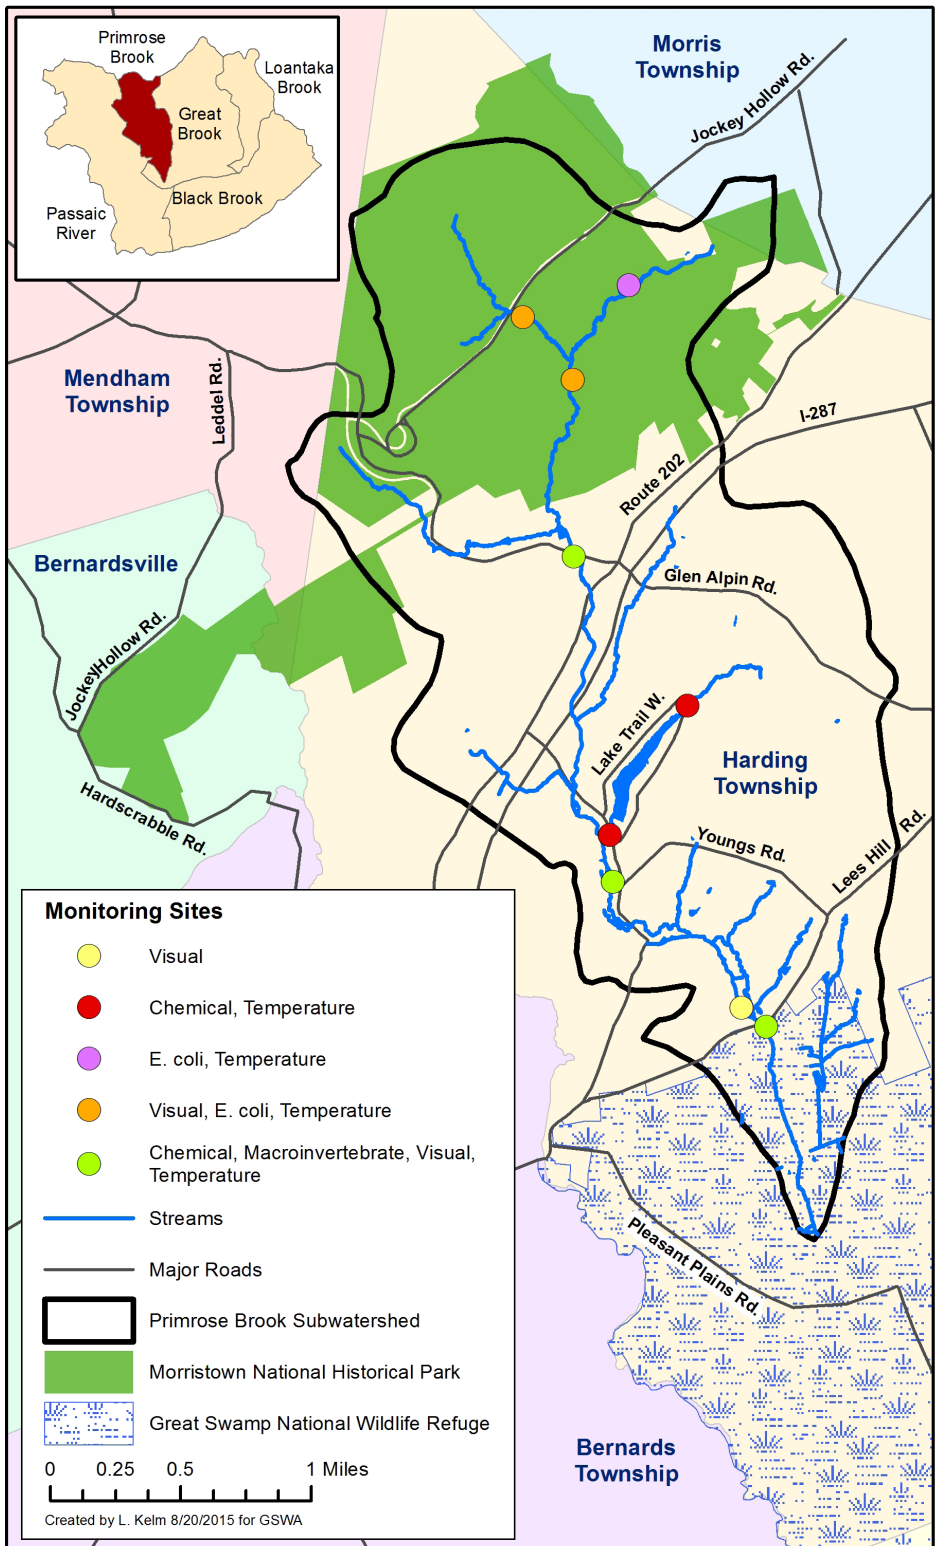 Primrose
Brook
Loantaka
Brook
Great
Brook
Black Brook
Passaic
River
Morris
Township
Jockey Hollow Rd.
Mendham
Township
Leddel Rd.
I-287
Route 202
Bernardsville
Glen Alpin Rd.
Jockey Hollow Rd.
Lake Trail W.
Harding
Township
Hardscrabble Rd.
Youngs Rd.
Lees Hill Rd.
Monitoring Sites
Visual
Chemical, Temperature
E. coli, Temperature
Visual, E. coli, Temperature
Chemical, Macroinvertebrate, Visual,
Temperature
Streams
Major Roads
Primrose Brook Subwatershed
Morristown National Historical Park
Great Swamp National Wildlife Refuge
0 0.25 0.5 1 Miles
Created by L. Kelm 8/20/2015 for GSWA
Pleasant Plains Rd.
Bernards
Township